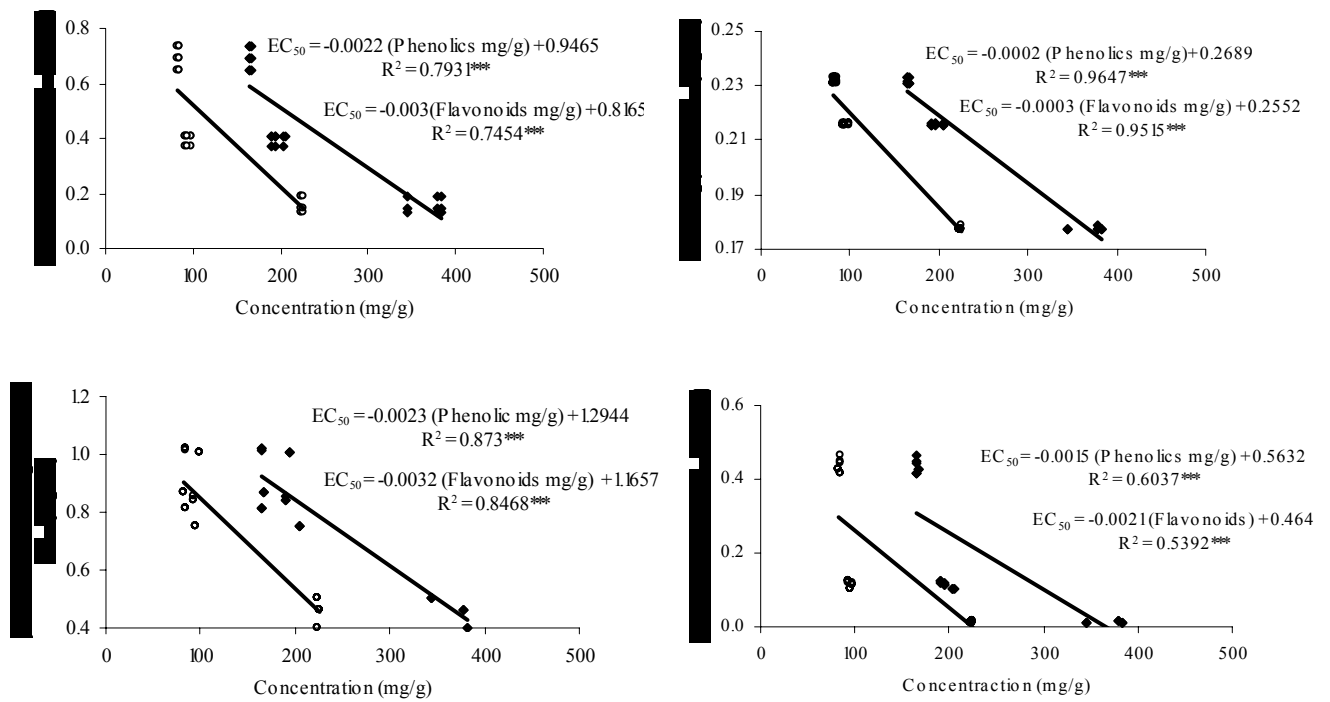 0.8
0.6
0.4
0.2
0.0
0 100 200 300 400 500
Concentration (mg/g)
EC50 = -0.0022 (Phenolics mg/g) + 0.9465
R2 = 0.7931***
EC50 = -0.003(Flavonoids mg/g) + 0.8165
R2 = 0.7454***
0.25
0.23
0.21
0.19
0.17
0 100 200 300 400 500
Concentration (mg/g)
EC50 = -0.0002 (Phenolics mg/g)+ 0.2689
R2 = 0.9647***
EC50 = -0.0003 (Flavonoids mg/g) + 0.2552
R2 = 0.9515***
1.2
1.0
0.8
0.6
0.4
0 100 200 300 400 500
Concentration (mg/g)
EC50 = -0.0023 (Phenolic mg/g) + 1.2944
R2 = 0.873***
EC50 = -0.0032 (Flavonoids mg/g) + 1.1657
R2 = 0.8468***
0.6
0.4
0.2
0.0
0 100 200 300 400 500
Concentraction (mg/g)
EC50 = -0.0015 (Phenolics mg/g) + 0.5632
R2 = 0.6037***
EC50 = -0.0021 (Flavonoids) + 0.464
R2 = 0.5392***